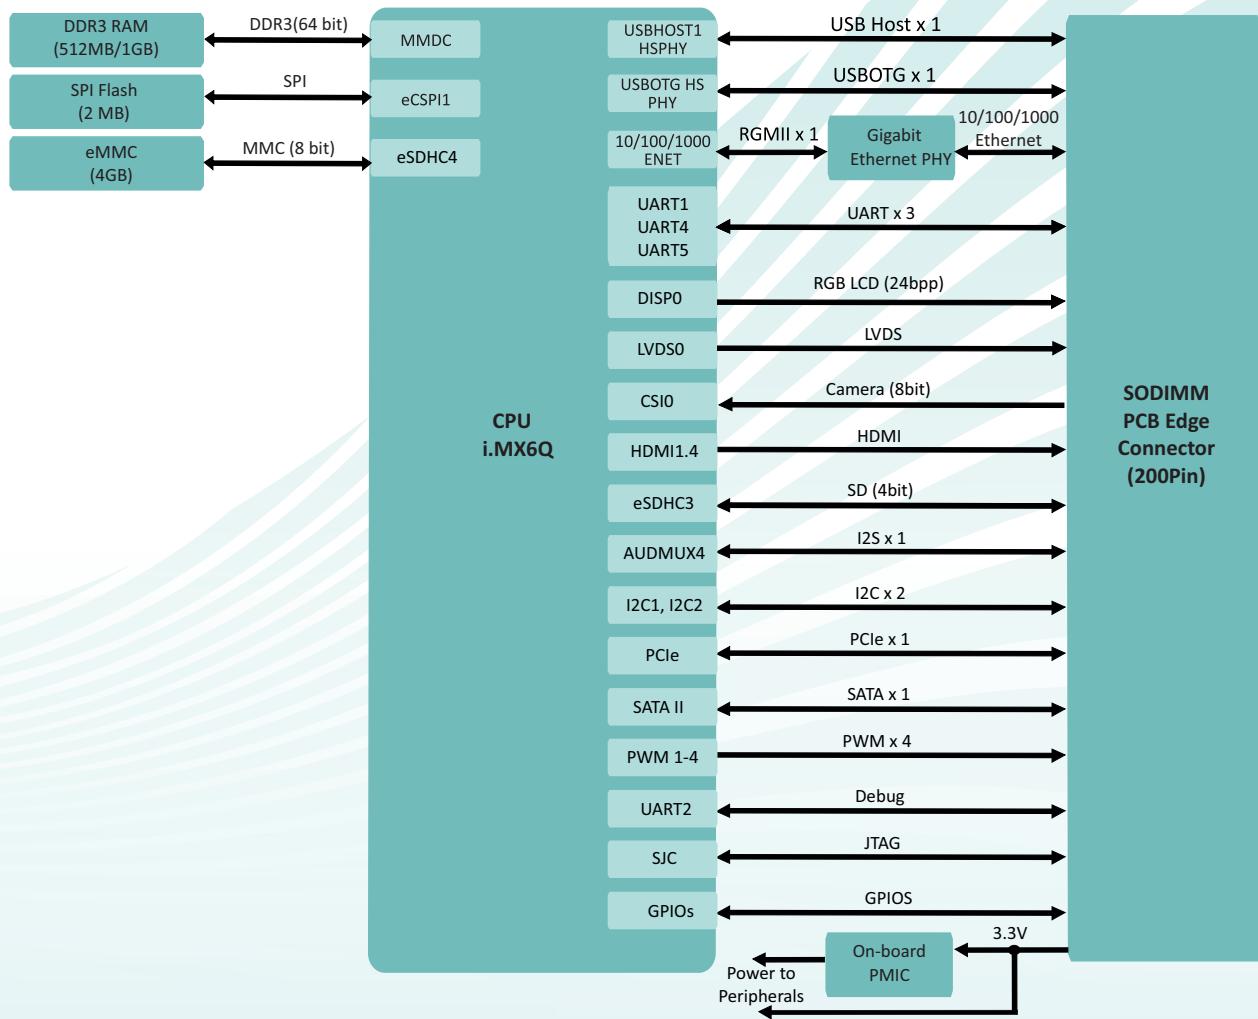 DDR3 RAM
(512MB/1GB)
DDR3(64 bit)
MMDC
SPI Flash
(2 MB)
SPI
eCSPI1
eMMC
(4GB)
MMC (8 bit)
eSDHC4
CPU
i.MX6Q
USBHOST1
HSPHY
USB Host x 1
USBOTG HS
PHY
USBOTG x 1
10/100/1000
ENET
RGMII x 1
Gigabit
Ethernet PHY
10/100/1000
Ethernet
UART1
UART4
UART5
UART x 3
DISP0
RGB LCD (24bpp)
LVDS0
LVDS
CSI0
Camera (8bit)
HDMI1.4
HDMI
eSDHC3
SD (4bit)
AUDMUX4
I2S x 1
I2C1, I2C2
I2C x 2
PCIe
PCIe x 1
SATA II
SATA x 1
PWM 1-4
PWM x 4
UART2
Debug
SJC
JTAG
GPIOs
GPIOS
SODIMM
PCB Edge
Connector
(200Pin)
3.3V
On-board
PMIC
Power to
Peripherals